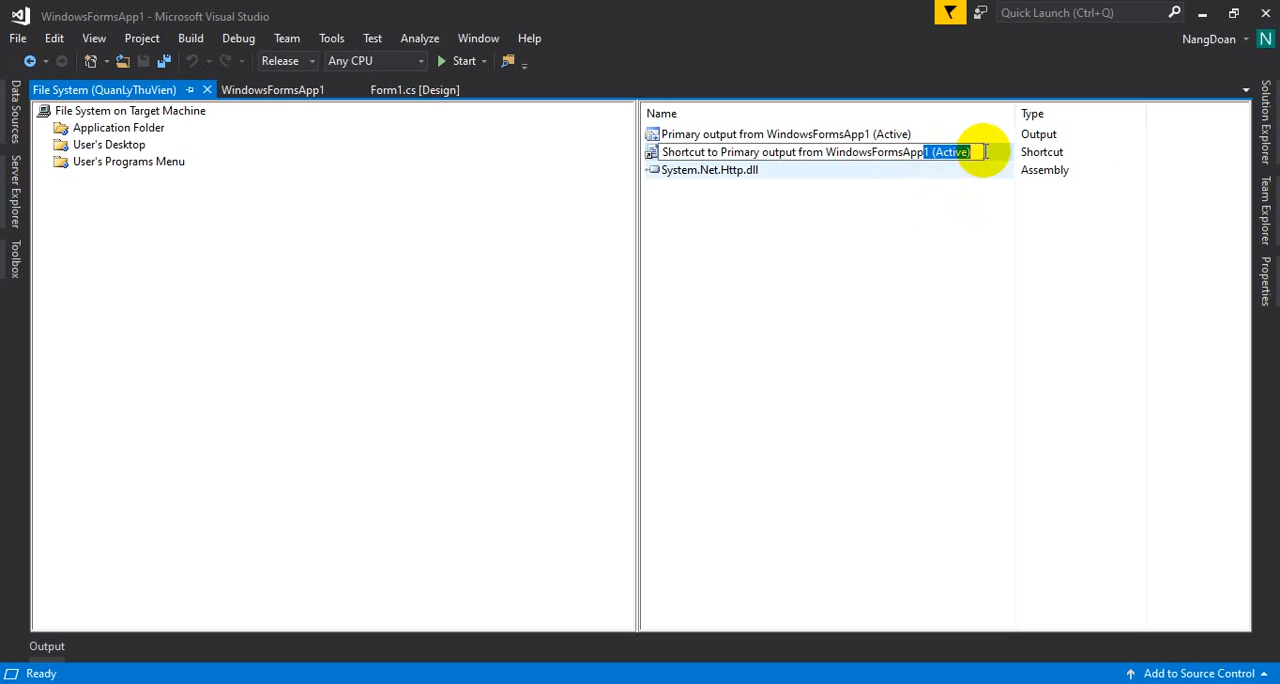 WindowsFormsApp1 - Microsoft Visual Studio
Quick Launch (Ctrl+Q)
File Edit View Project Build Debug Team Tools Test Analyze Window Help
NangDoan N
Release Any CPU Start
File System (QuanLyThuVien) WindowsFormsApp1 Form1.cs [Design]
Data Sources
Server Explorer
Toolbox
File System on Target Machine
Application Folder
User's Desktop
User's Programs Menu
Name Type
Primary output from WindowsFormsApp1 (Active) Output
Shortcut to Primary output from WindowsFormsApp1 (Active) Shortcut
System.Net.Http.dll Assembly
Solution Explorer
Team Explorer
Properties
Output
Ready Add to Source Control